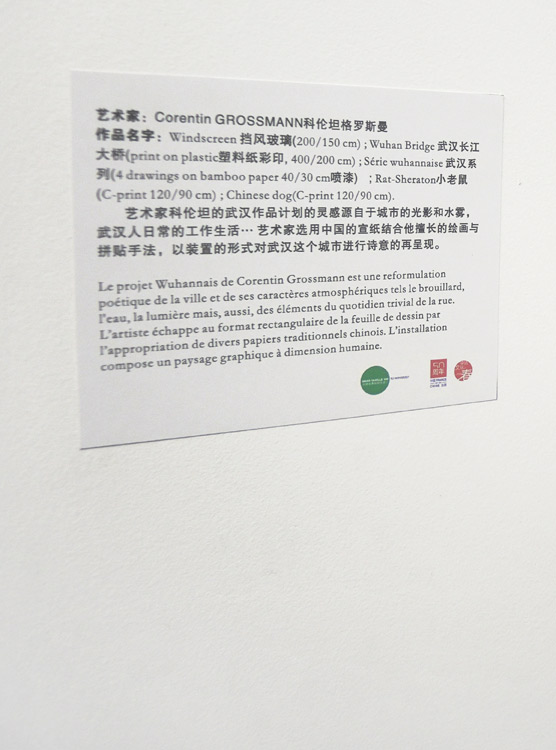 艺术家：Corentin GROSSMANN科伦坦格罗斯曼
作品名字：Windscreen 挡风玻璃(200/150 cm) ; Wuhan Bridge 武汉长江
大桥(print on plastic塑料纸彩印, 400/200 cm) ; Série wuhannaise 武汉系
列(4 drawings on bamboo paper 40/30 cm喷漆) ; Rat-Sheraton小老鼠
(C-print 120/90 cm) ; Chinese dog(C-print 120/90 cm).
艺术家科伦坦的武汉作品计划的灵感源自于城市的光影和水雾，
武汉人日常的工作生活… 艺术家选用中国的宣纸结合他擅长的绘画与
拼贴手法，以装置的形式对武汉这个城市进行诗意的再呈现。
Le projet Wuhannais de Corentin Grossmann est une reformulation
poétique de la ville et de ses caractères atmosphériques tels le brouillard,
l'eau, la lumière mais, aussi, des éléments du quotidien trivial de la rue.
L'artiste échappe au format rectangulaire de la feuille de dessin par
l'appropriation de divers papiers traditionnels chinois. L'installation
compose un paysage graphique à dimension humaine.
50
周年